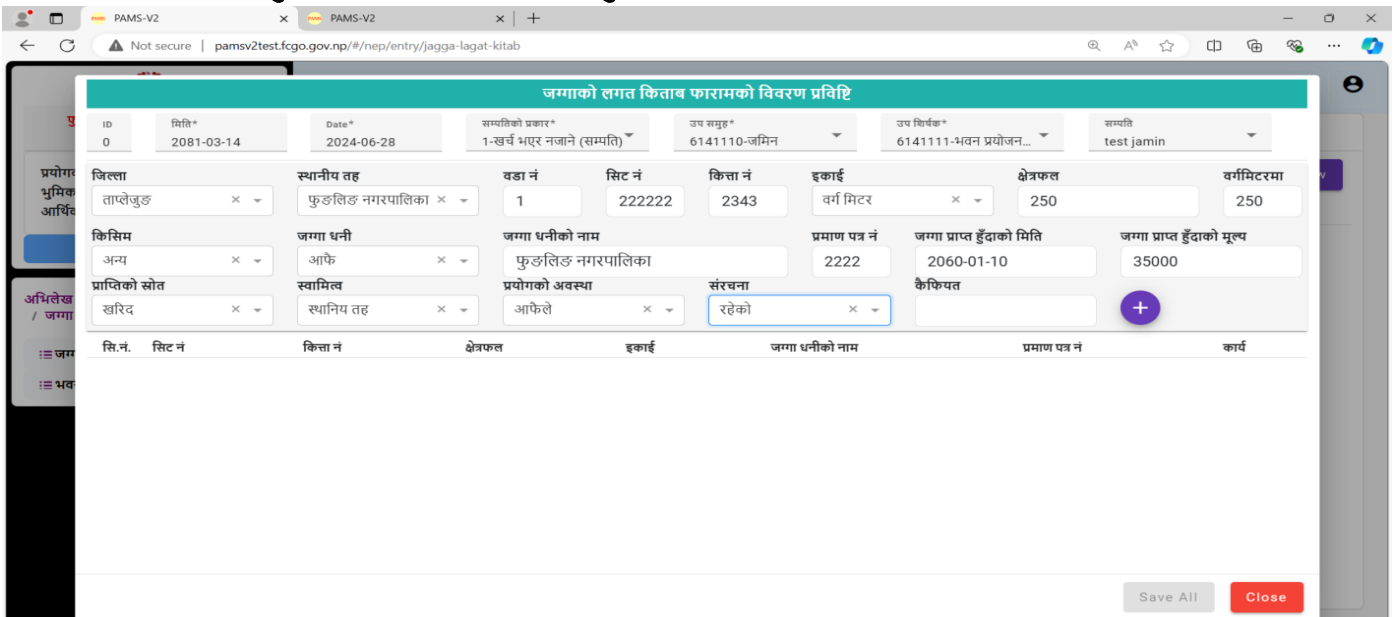 PAMS-V2 PAMS-V2
Not secure pamsv2test.fcgo.gov.np/#/nep/entry/jagga-lagat-kitab
जग्गाको लगत किताब फारामको विवरण प्रविष्टि
ID मिति* Date* सम्पतिको प्रकार* उप समुह* उप शिर्षक* सम्पति
0 2081-03-14 2024-06-28 1-खर्च भएर नजाने (सम्पति) 6141110-जमिन 6141111-भवन प्रयोजन... test jamin
जिल्ला स्थानीय तह वडा नं सिट नं कित्ता नं इकाई क्षेत्रफल वर्गमिटरमा
ताप्लेजुङ फुङलिङ नगरपालिका 1 222222 2343 वर्ग मिटर 250 250
किसिम जग्गा धनी जग्गा धनीको नाम प्रमाण पत्र नं जग्गा प्राप्त हुँदाको मिति जग्गा प्राप्त हुँदाको मूल्य
अन्य आफै फुङलिङ नगरपालिका 2222 2060-01-10 35000
प्राप्तिको स्रोत स्वामित्व प्रयोगको अवस्था संरचना कैफियत
खरिद स्थानिय तह आफैले रहेको +
सि.नं. सिट नं कित्ता नं क्षेत्रफल इकाई जग्गा धनीको नाम प्रमाण पत्र नं कार्य
अभिलेख
/ जग्गा
Save All Close